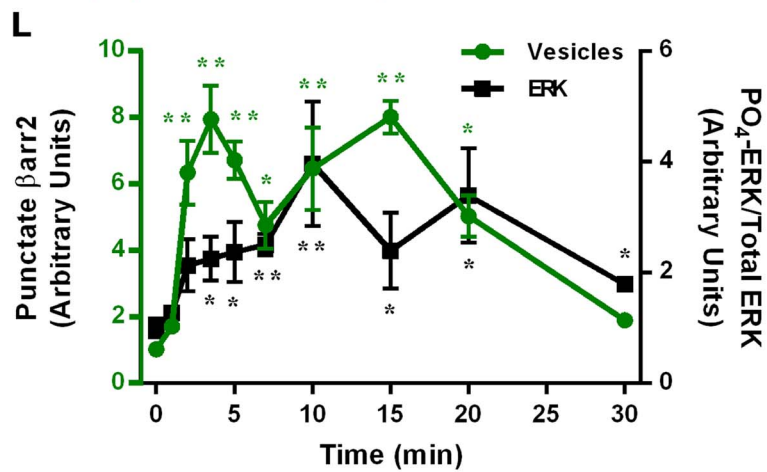 L
Vesicles
ERK
Punctate βarr2
(Arbitrary Units)
10
8
6
4
2
0
** ** ** * ** ** *
* * ** ** * * *
6
4
2
0
PO4-ERK/Total ERK
(Arbitrary Units)
0 5 10 15 20 25 30
Time (min)